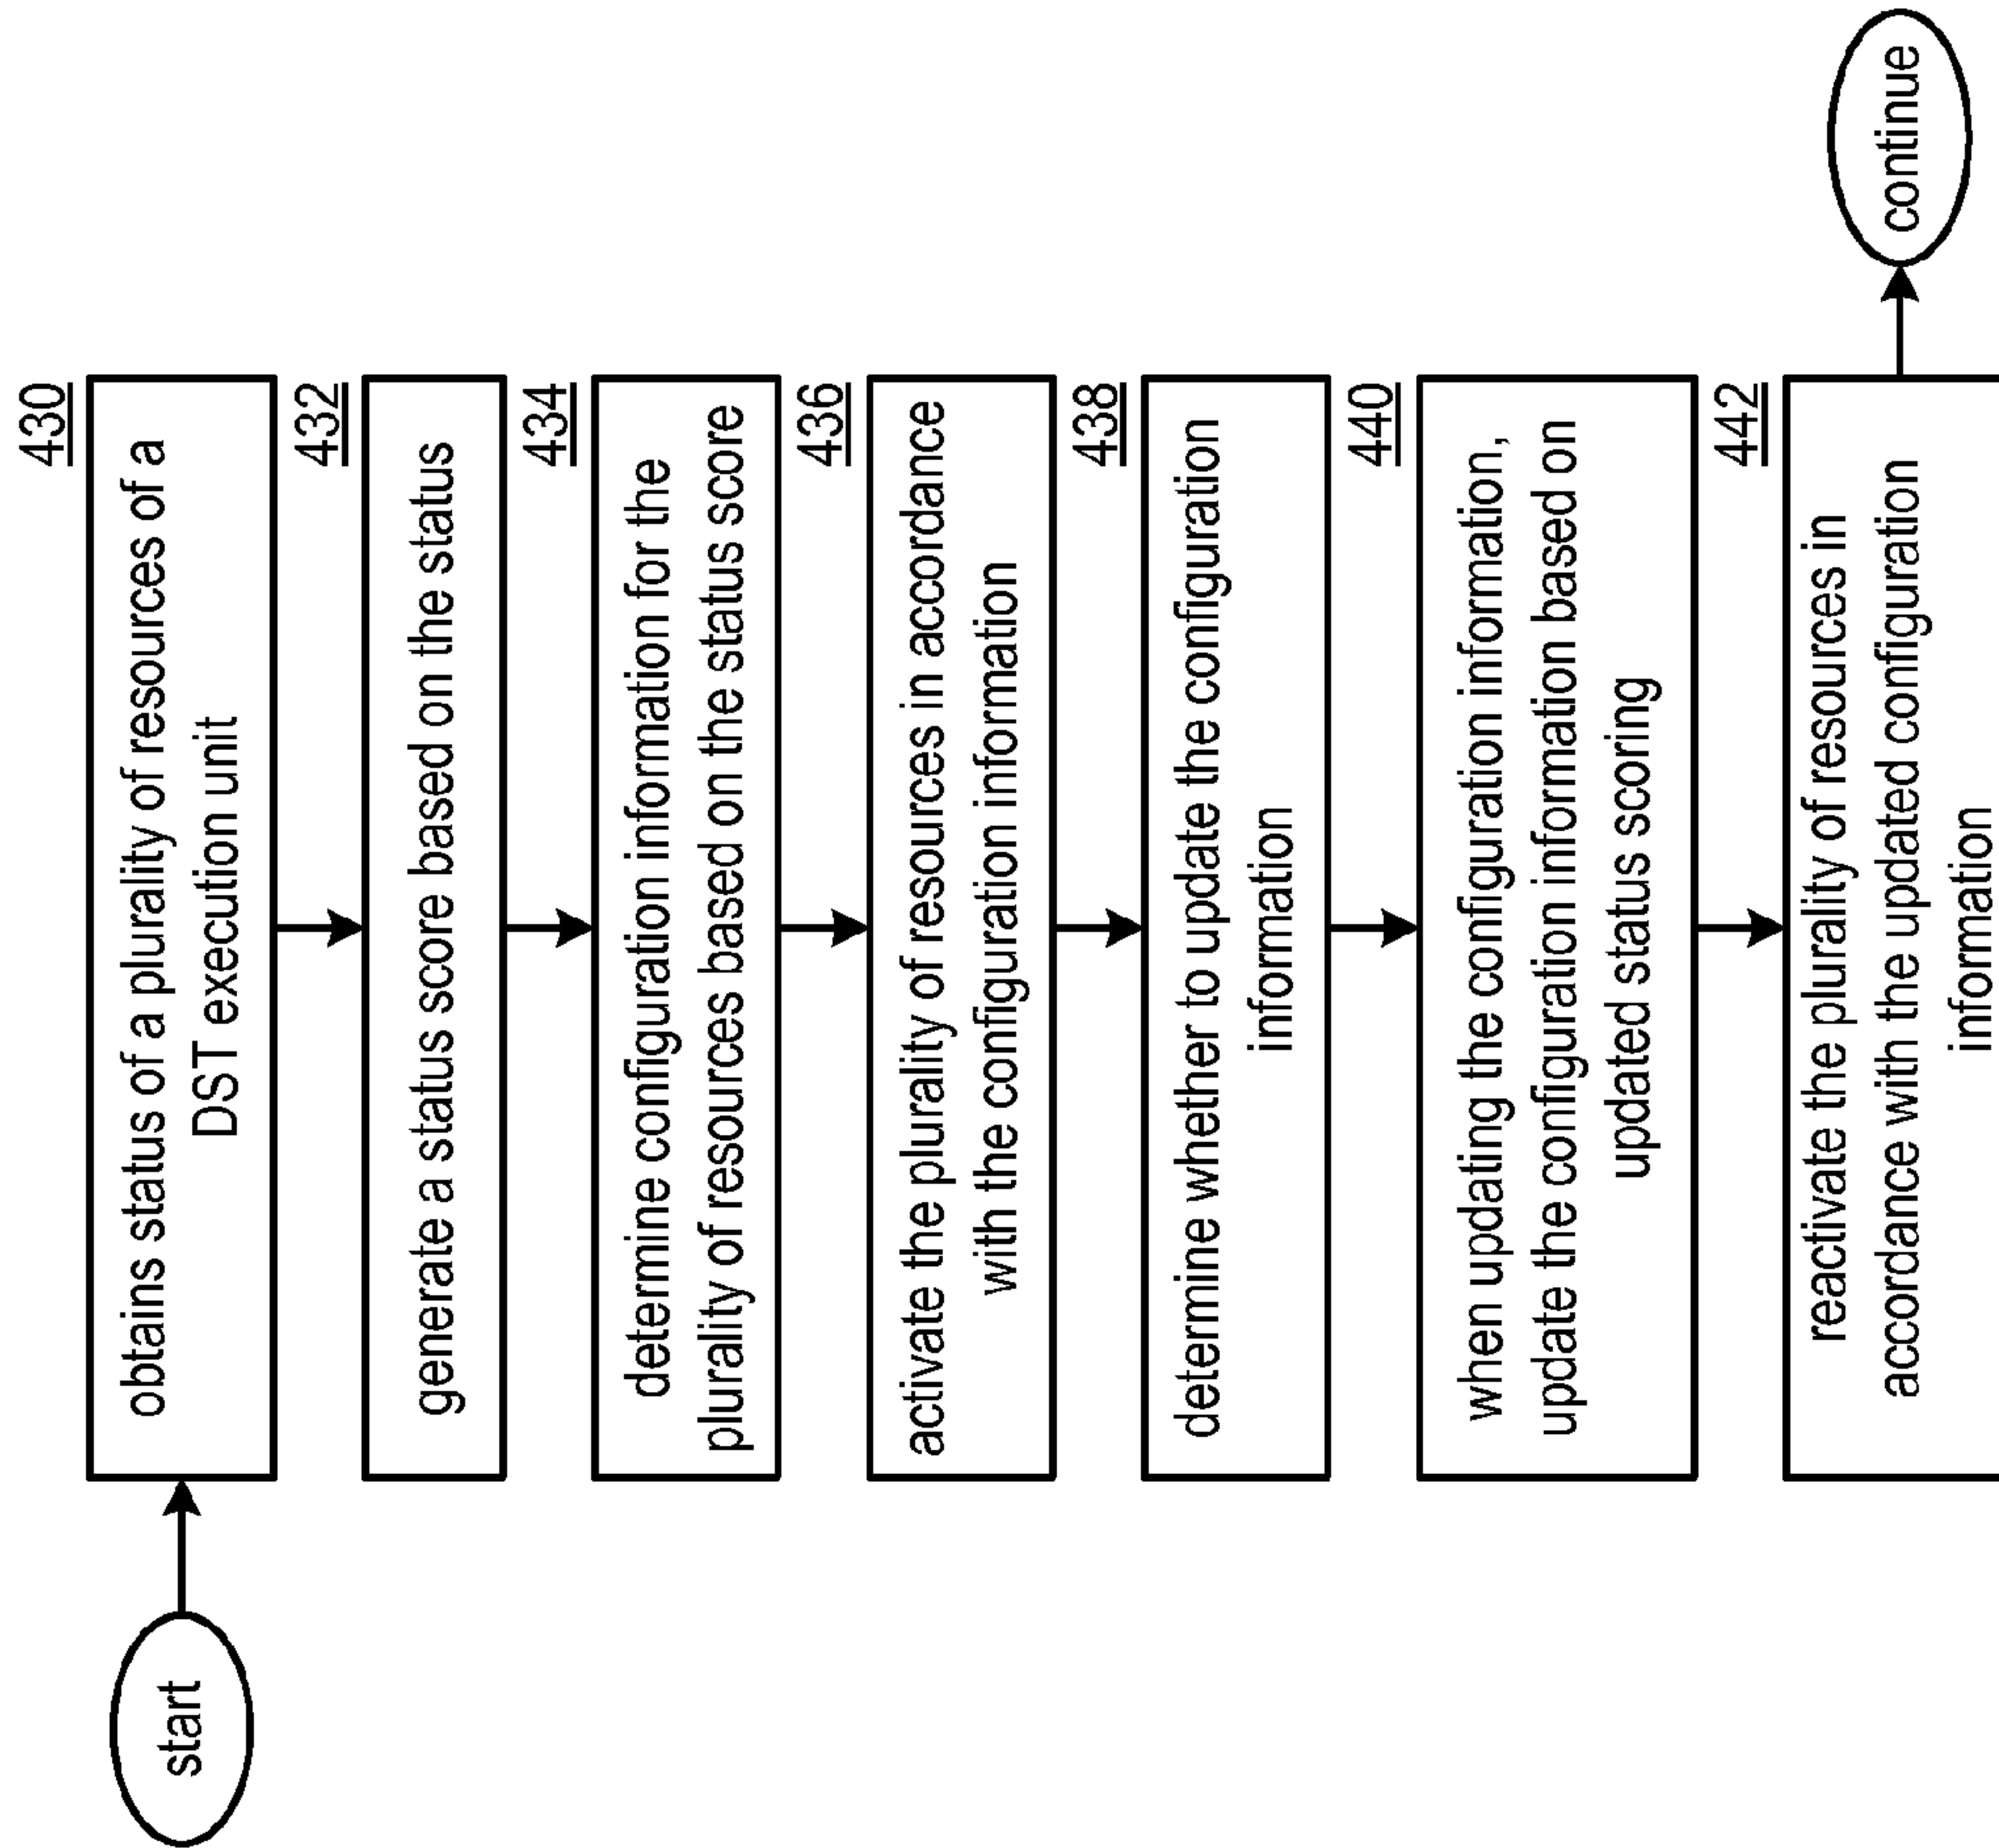 start
430
obtains status of a plurality of resources of a
DST execution unit
432
generate a status score based on the status
434
determine configuration information for the
plurality of resources based on the status score
436
activate the plurality of resources in accordance
with the configuration information
438
determine whether to update the configuration
information
440
when updating the configuration information,
update the configuration information based on
updated status scoring
442
reactivate the plurality of resources in
accordance with the updated configuration
information
continue